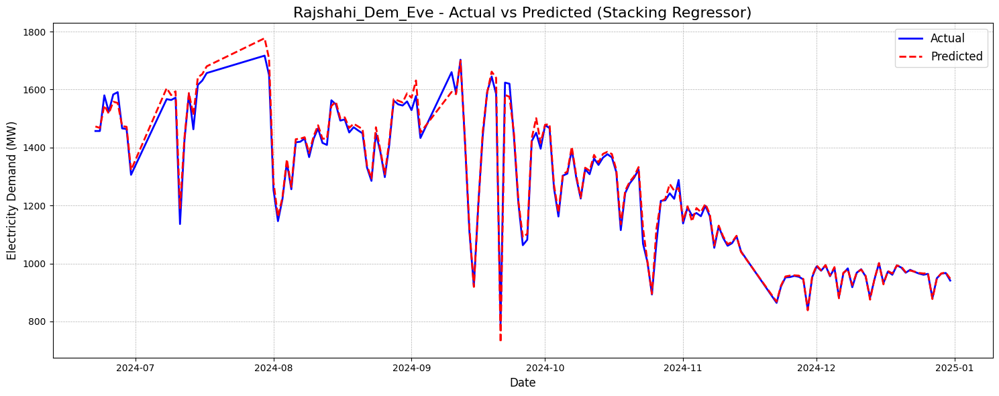 Rajshahi_Dem_Eve - Actual vs Predicted (Stacking Regressor)
Actual
Predicted
Electricity Demand (MW)
1800
1600
1400
1200
1000
800
2024-07
2024-08
2024-09
2024-10
2024-11
2024-12
2025-01
Date